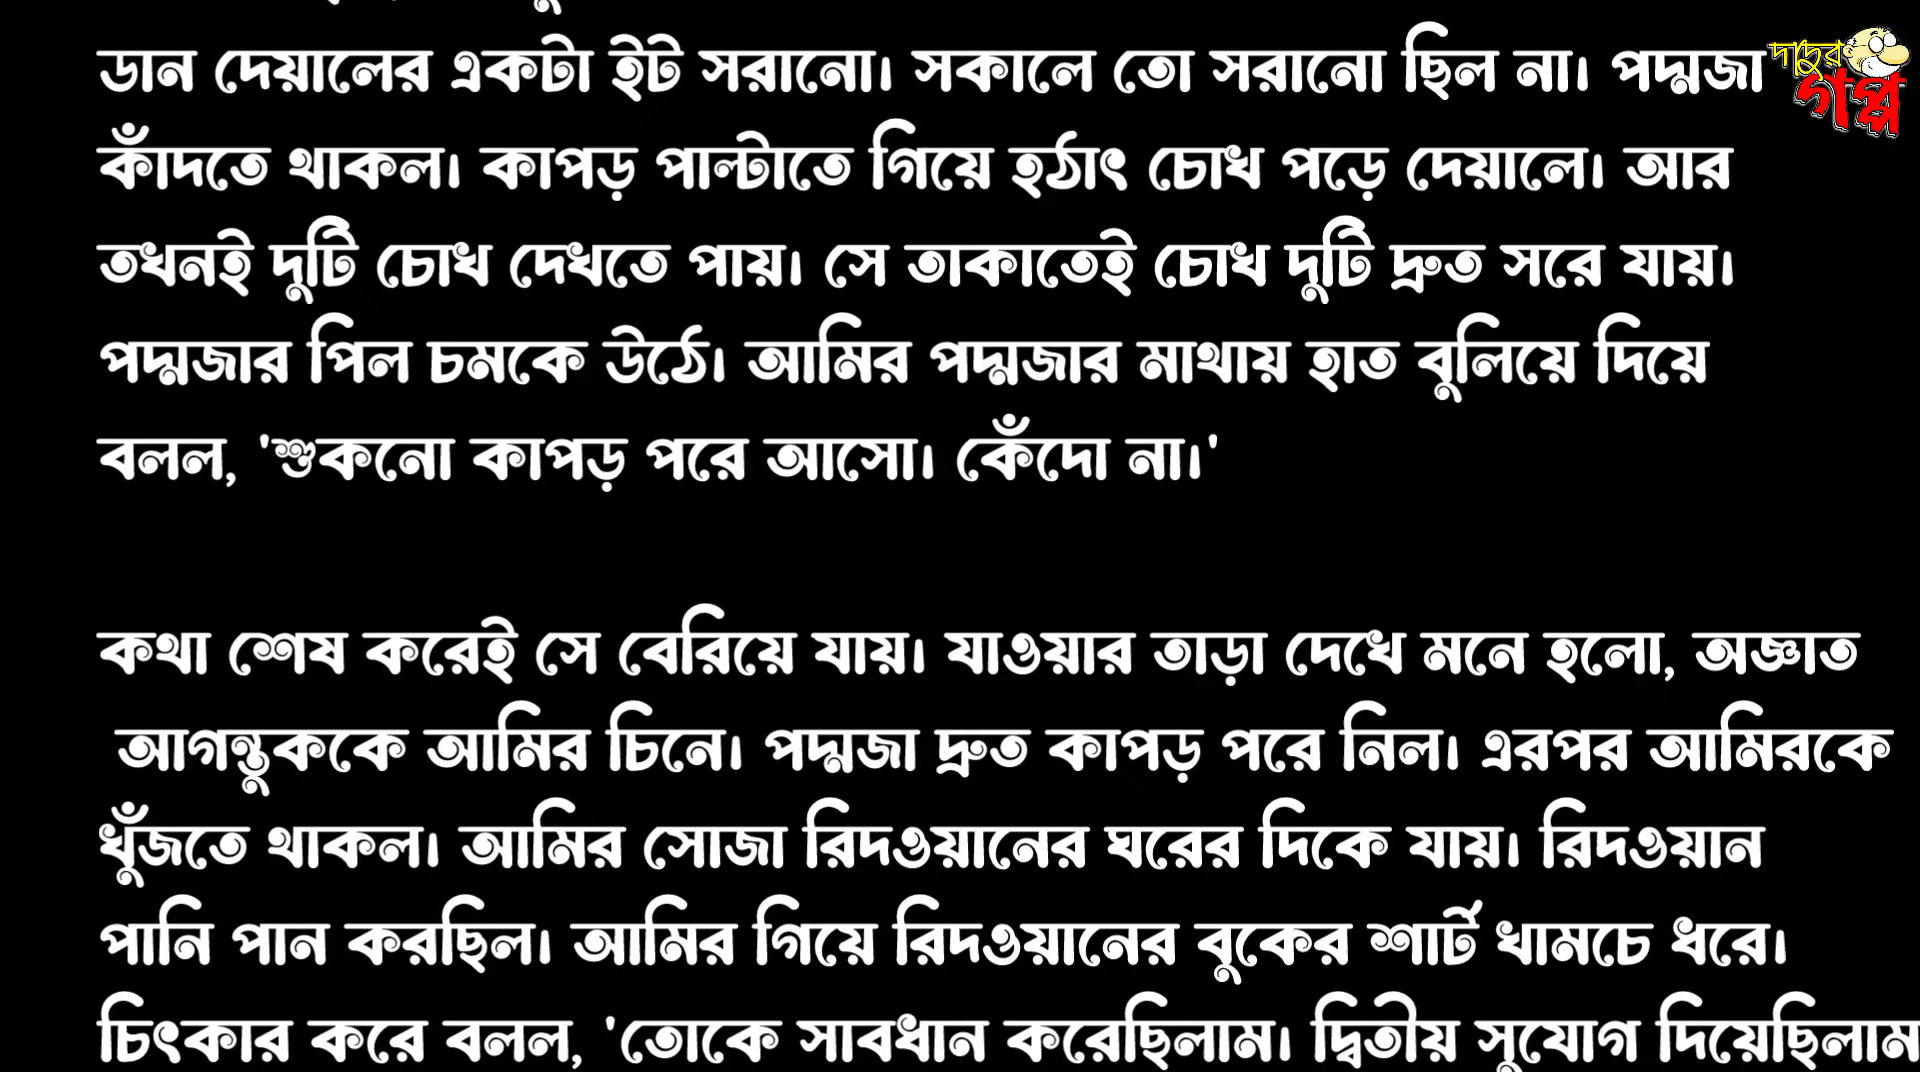 ডান দেয়ালের একটা ইট সরানো। সকালে তো সরানো ছিল না। পদ্মজা
কাঁদতে থাকল। কাপড় পাল্টাতে গিয়ে হঠাৎ চোখ পড়ে দেয়ালে। আর
তখনই দুটি চোখ দেখতে পায়। সে তাকাতেই চোখ দুটি দ্রুত সরে যায়।
পদ্মজার পিল চমকে উঠে। আমির পদ্মজার মাথায় হাত বুলিয়ে দিয়ে
বলল, 'শুকনো কাপড় পরে আসো। কেঁদো না।'
কথা শেষ করেই সে বেরিয়ে যায়। যাওয়ার তাড়া দেখে মনে হলো, অজ্ঞাত
আগন্তুককে আমির চিনে। পদ্মজা দ্রুত কাপড় পরে নিল। এরপর আমিরকে
খুঁজতে থাকল। আমির সোজা রিদওয়ানের ঘরের দিকে যায়। রিদওয়ান
পানি পান করছিল। আমির গিয়ে রিদওয়ানের বুকের শার্ট খামচে ধরে।
চিৎকার করে বলল, 'তোকে সাবধান করেছিলাম। দ্বিতীয় সুযোগ দিয়েছিলাম
দাদুর
গল্প